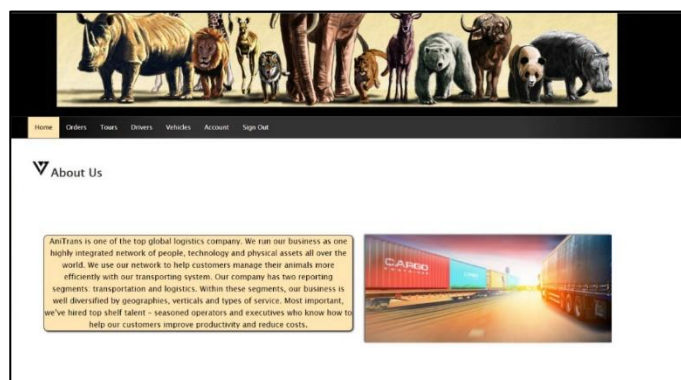 Home Orders Tours Drivers Vehicles Account Sign Out
About Us
AniTrans is one of the top global logistics company. We run our business as one
highly integrated network of people, technology and physical assets all over the
world. We use our network to help customers manage their animals more
efficiently with our transporting system. Our company has two reporting
segments: transportation and logistics. Within these segments, our business is
well diversified by geographies, verticals and types of service. Most important,
we've hired top shelf talent – seasoned operators and executives who know how to
help our customers improve productivity and reduce costs.
CARGO